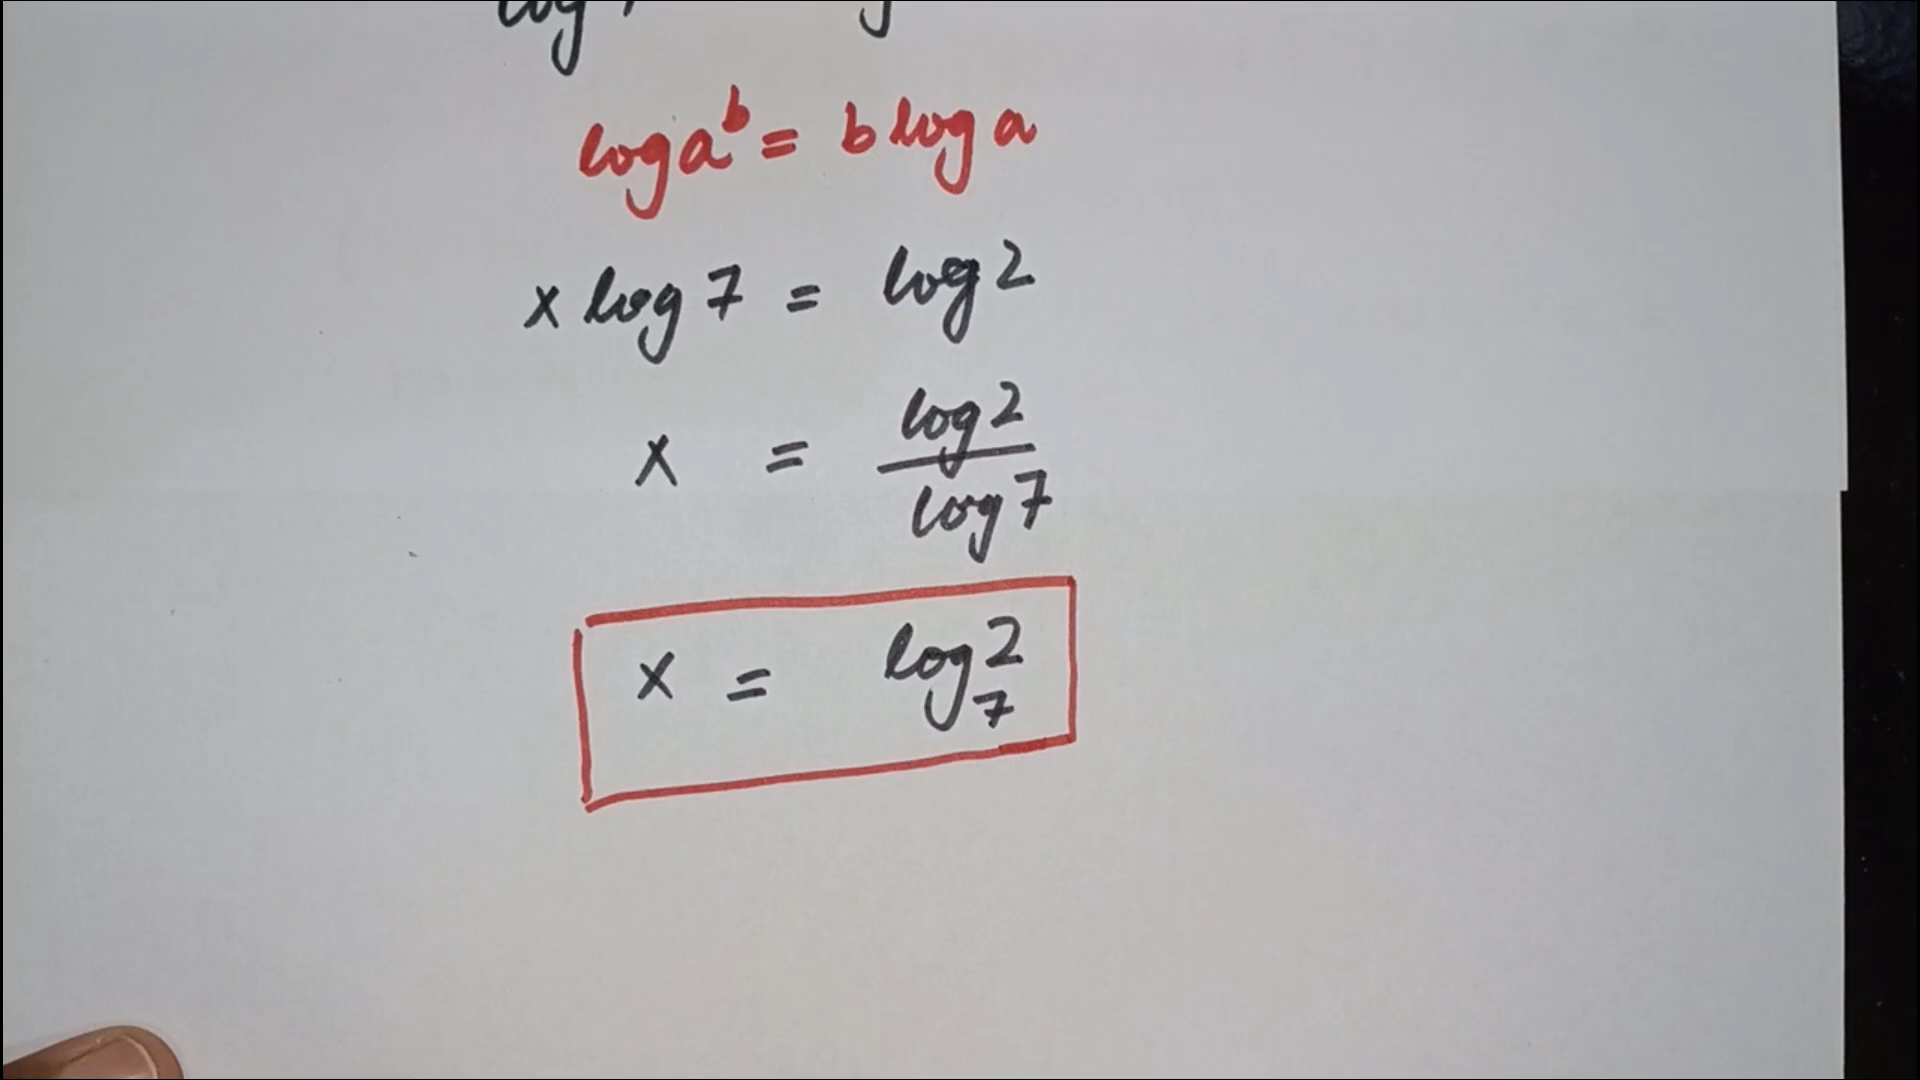 log a^b = b log a
x log 7 = log 2
x = log 2 / log 7
x = log_7 2